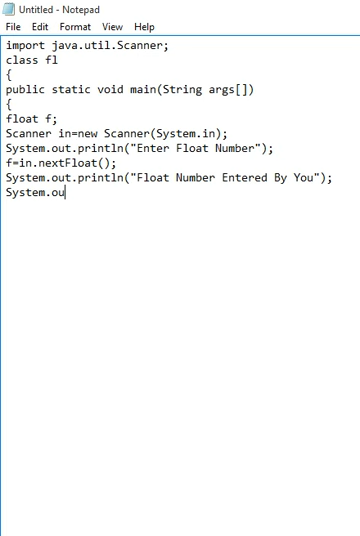 Untitled - Notepad
File Edit Format View Help
import java.util.Scanner;
class fl
{
public static void main(String args[])
{
float f;
Scanner in=new Scanner(System.in);
System.out.println("Enter Float Number");
f=in.nextFloat();
System.out.println("Float Number Entered By You");
System.ou